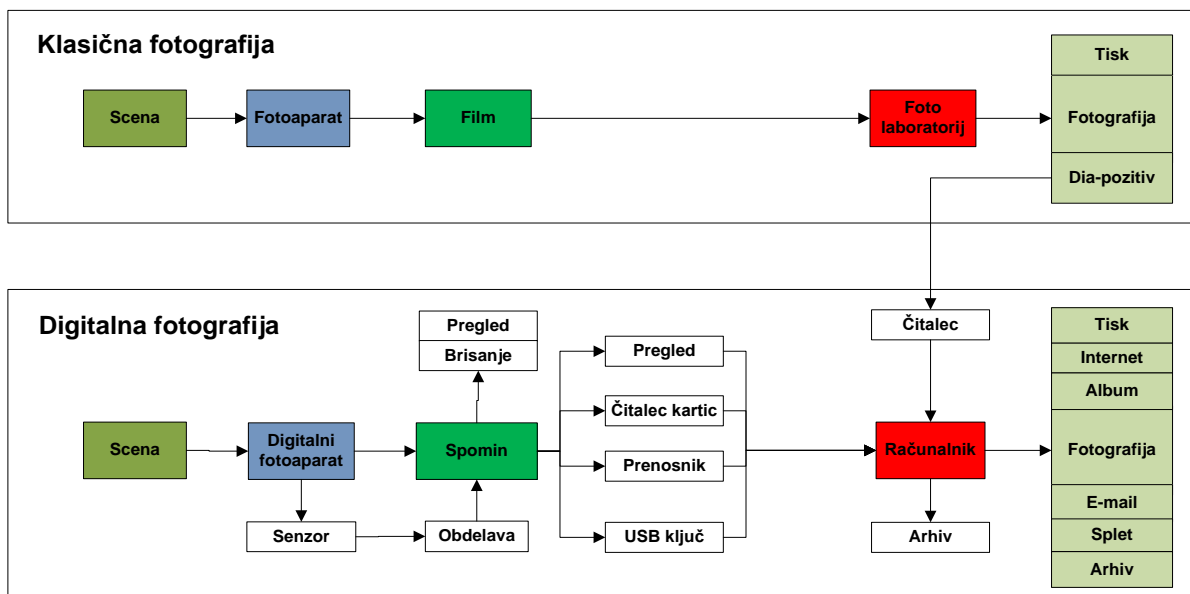 Klasična fotografija
Scena
Fotoaparat
Film
Foto
laboratorij
Tisk
Fotografija
Dia-pozitiv
Digitalna fotografija
Pregled
Brisanje
Scena
Digitalni
fotoaparat
Spomin
Senzor
Obdelava
Pregled
Čitalec kartic
Prenosnik
USB ključ
Čitalec
Računalnik
Arhiv
Tisk
Internet
Album
Fotografija
E-mail
Splet
Arhiv